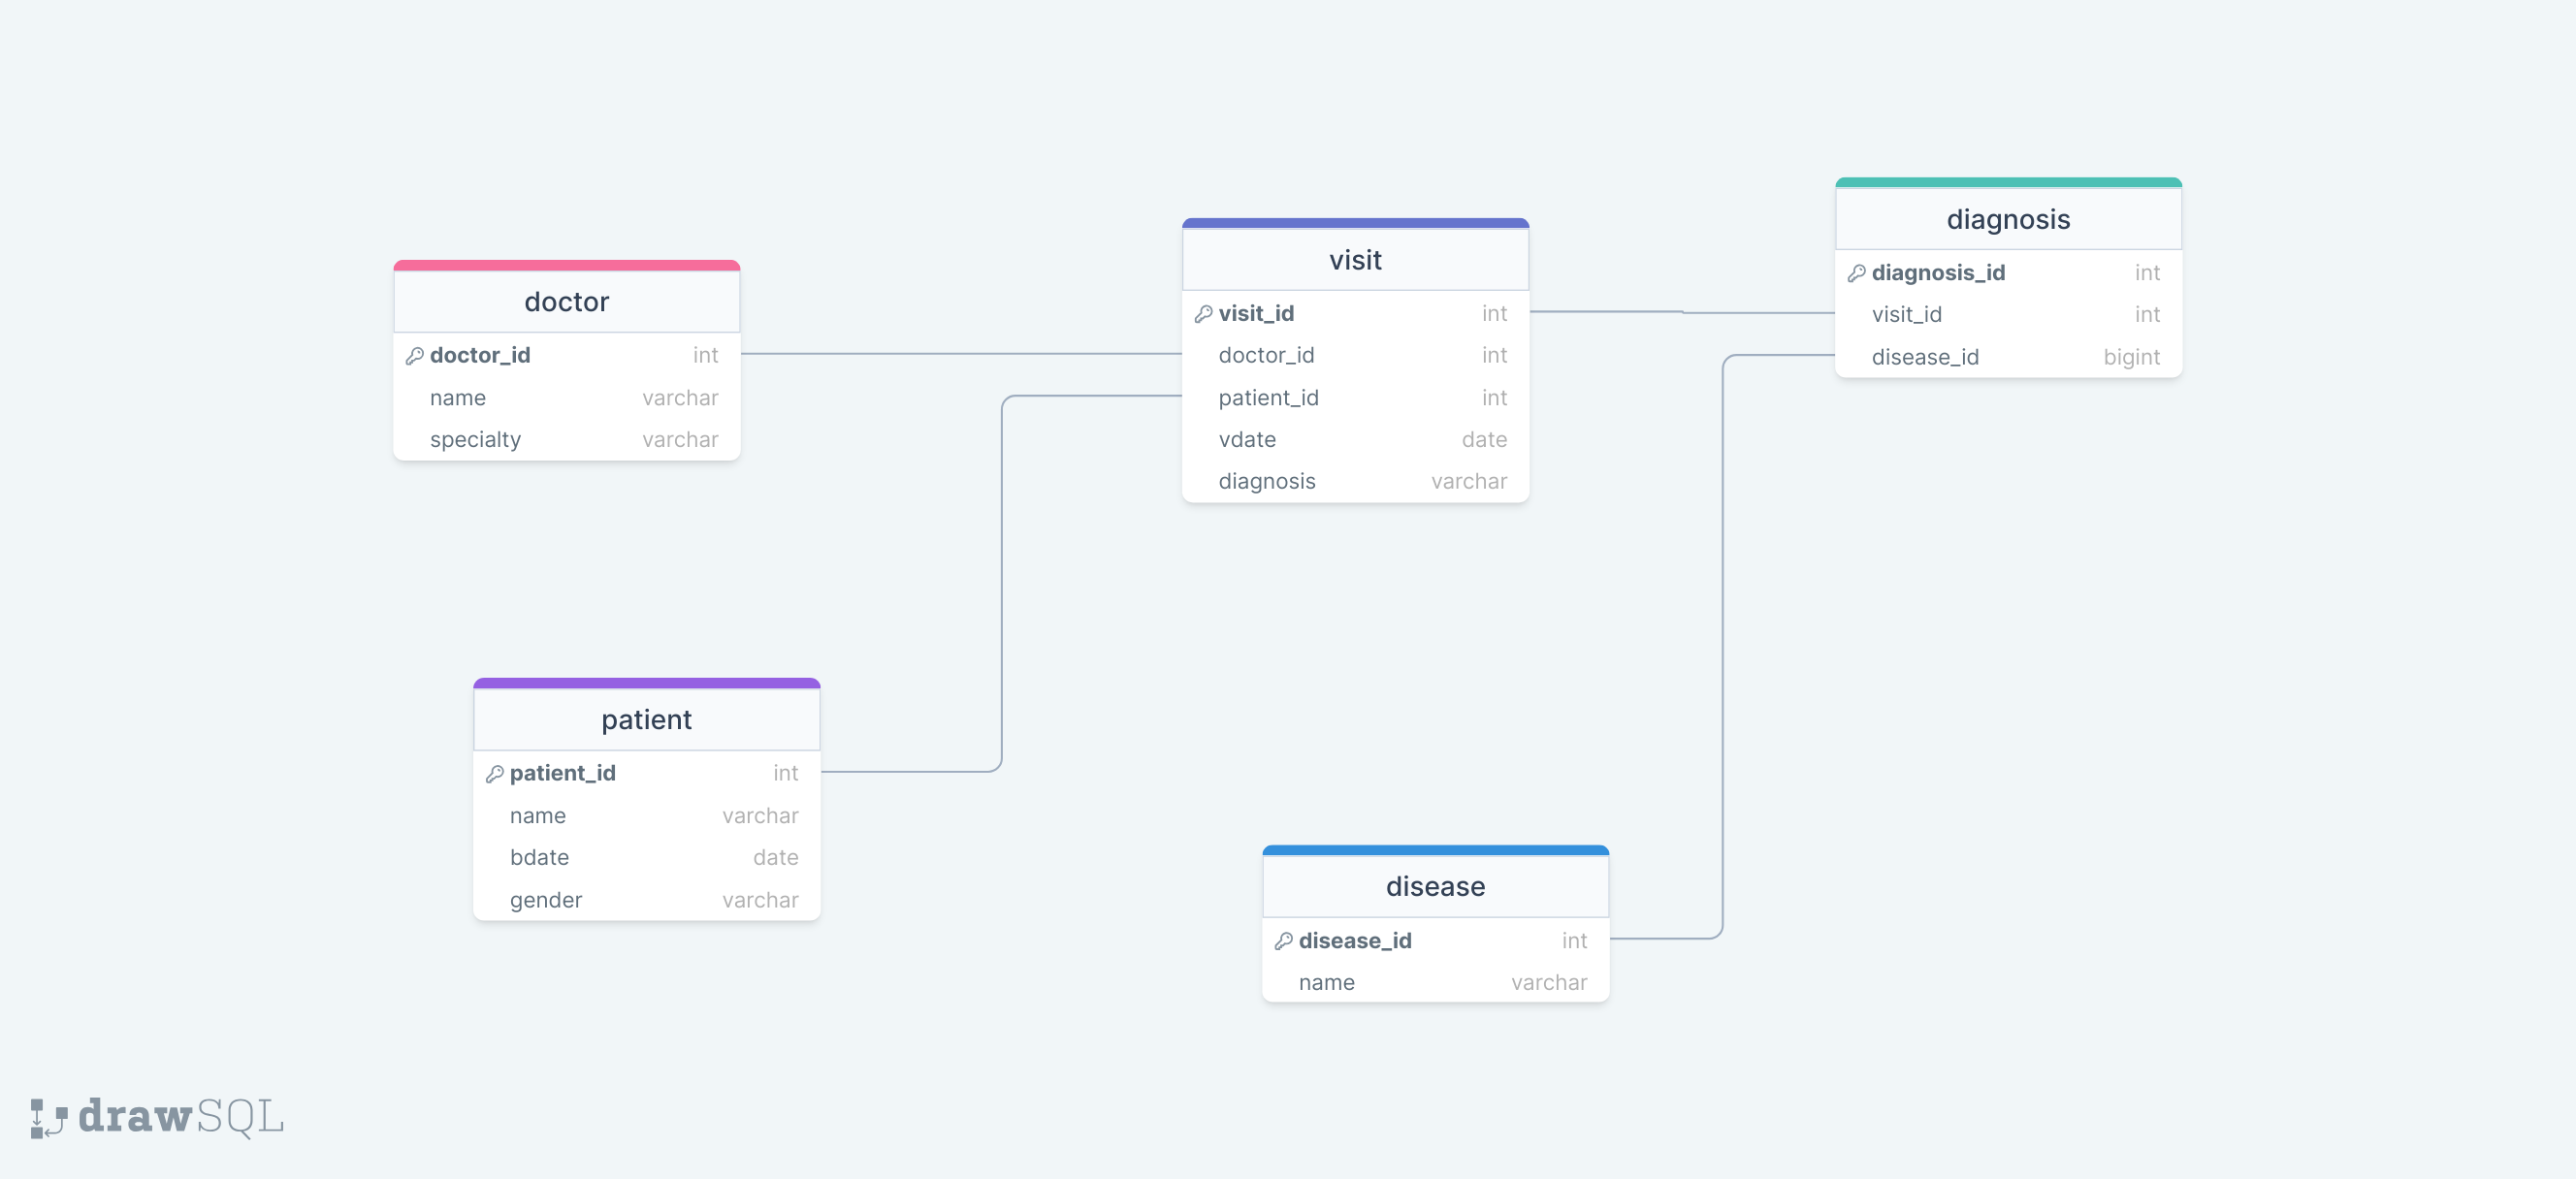 doctor
doctor_id int
name varchar
specialty varchar
visit
visit_id int
doctor_id int
patient_id int
vdate date
diagnosis varchar
diagnosis
diagnosis_id int
visit_id int
disease_id bigint
patient
patient_id int
name varchar
bdate date
gender varchar
disease
disease_id int
name varchar
drawSQL